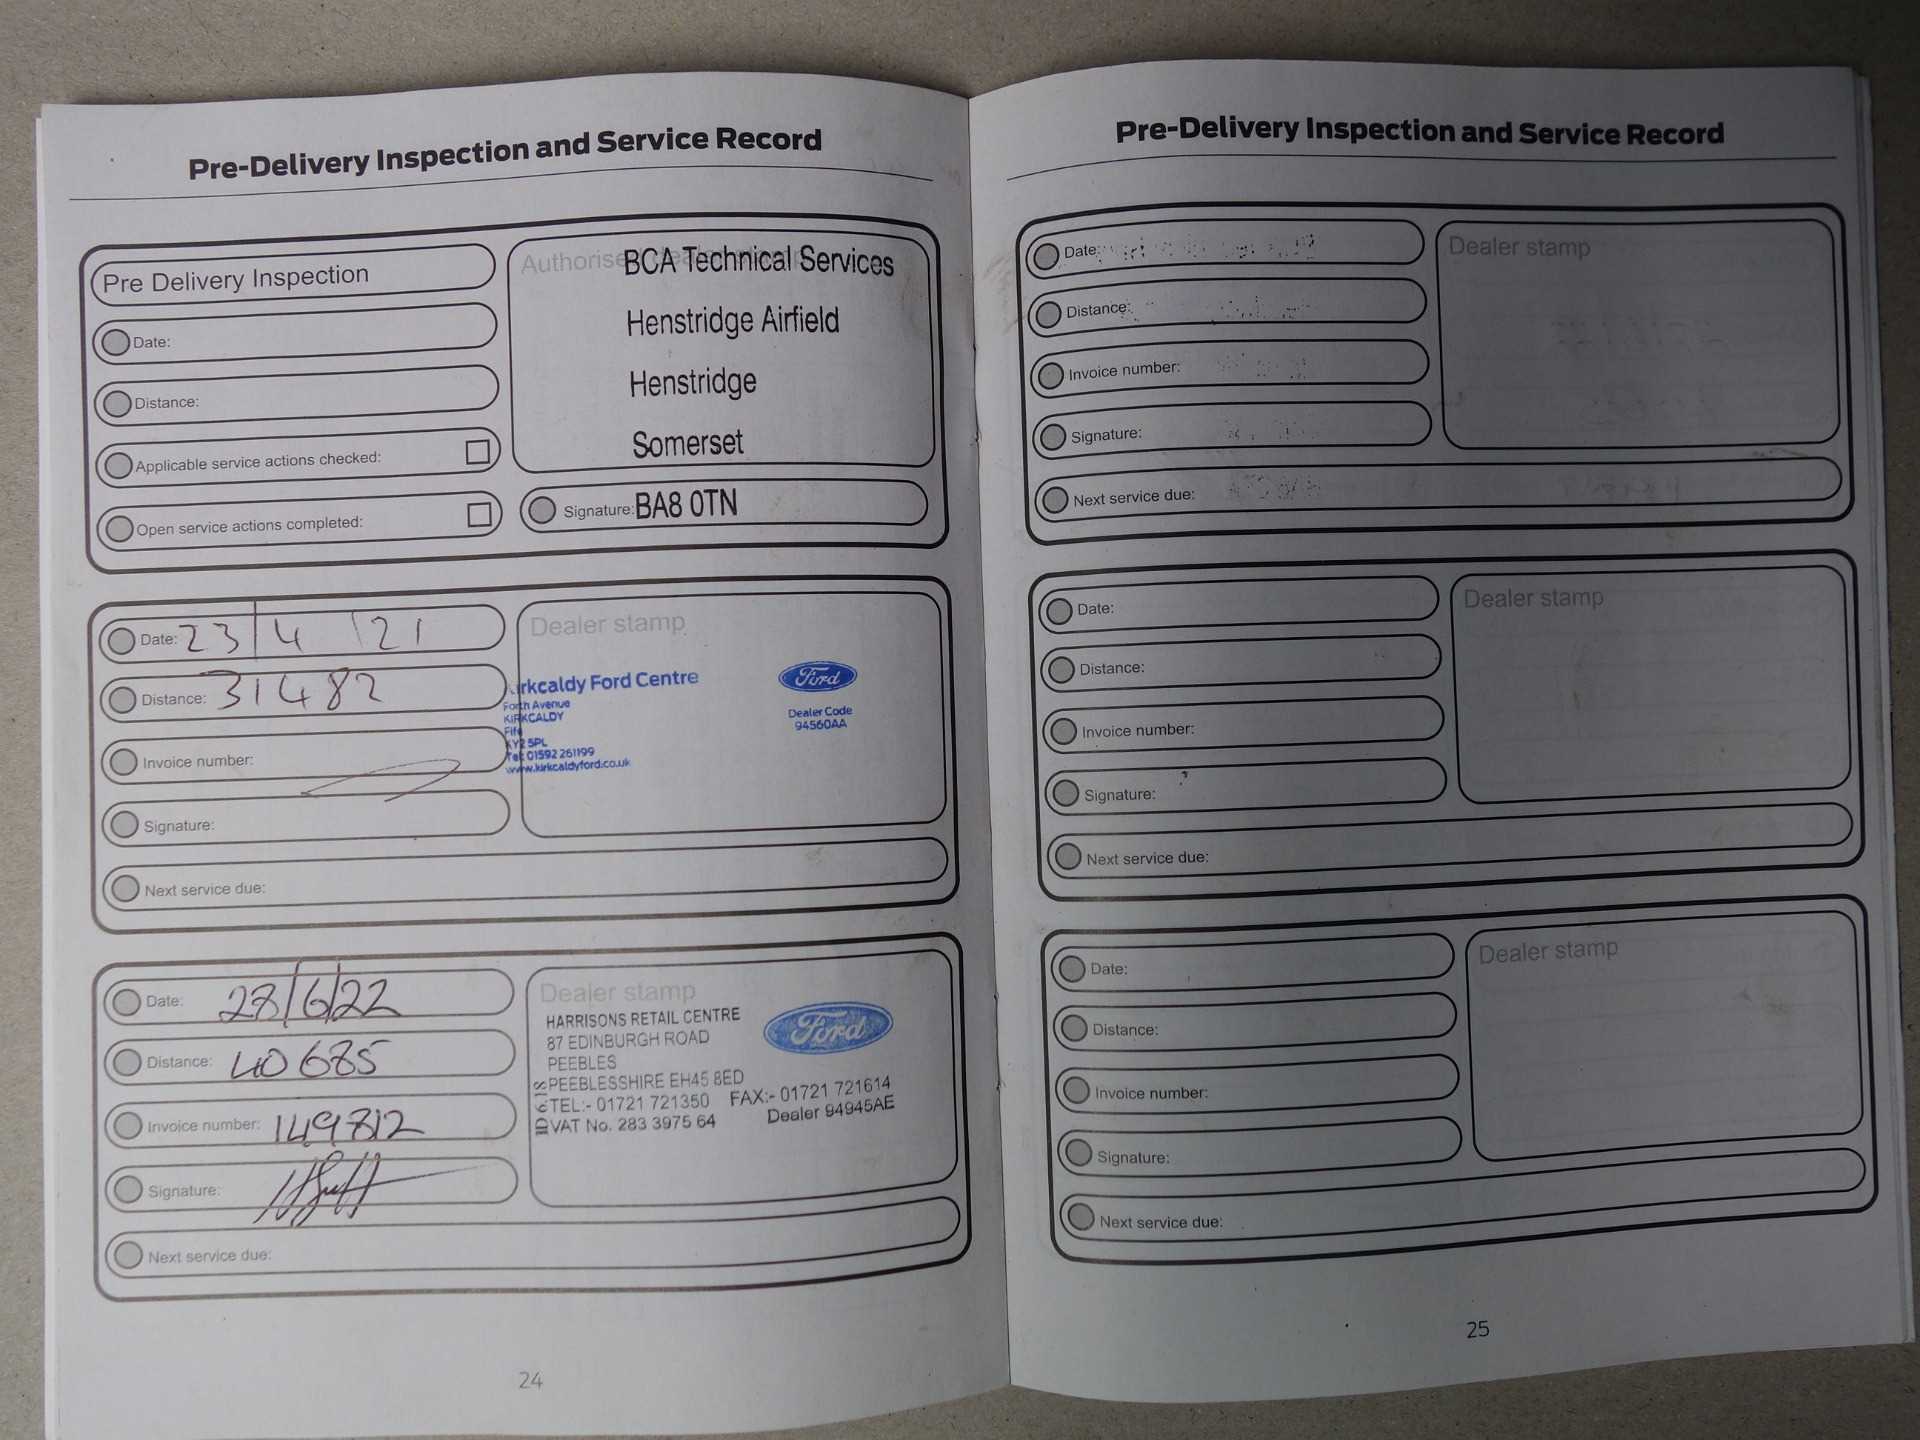 Pre-Delivery Inspection and Service Record
Pre Delivery Inspection
Date:
Distance:
Applicable service actions checked:
Open service actions completed:
BCA Technical Services
Henstridge Airfield
Henstridge
Somerset
Signature: BA8 0TN
Date: 23/4/21
Distance: 31482
Invoice number:
Signature:
Next service due:
Dealer stamp
Kirkcaldy Ford Centre
Forth Avenue
KIRKCALDY
Fife
KY2 5PL
Tel: 01592 261199
www.kirkcaldyford.co.uk
Ford
Dealer Code
94560AA
Date: 28/6/22
Distance: 40685
Invoice number: 149812
Signature:
Next service due:
Dealer stamp
HARRISONS RETAIL CENTRE
87 EDINBURGH ROAD
PEEBLES
PEEBLESSHIRE EH45 8ED
TEL:- 01721 721350 FAX:- 01721 721614
VAT No. 283 3975 64 Dealer 94945AE
Ford
24
Pre-Delivery Inspection and Service Record
Date:
Distance:
Invoice number:
Signature:
Next service due:
Dealer stamp
Date:
Distance:
Invoice number:
Signature:
Next service due:
Dealer stamp
Date:
Distance:
Invoice number:
Signature:
Next service due:
Dealer stamp
25